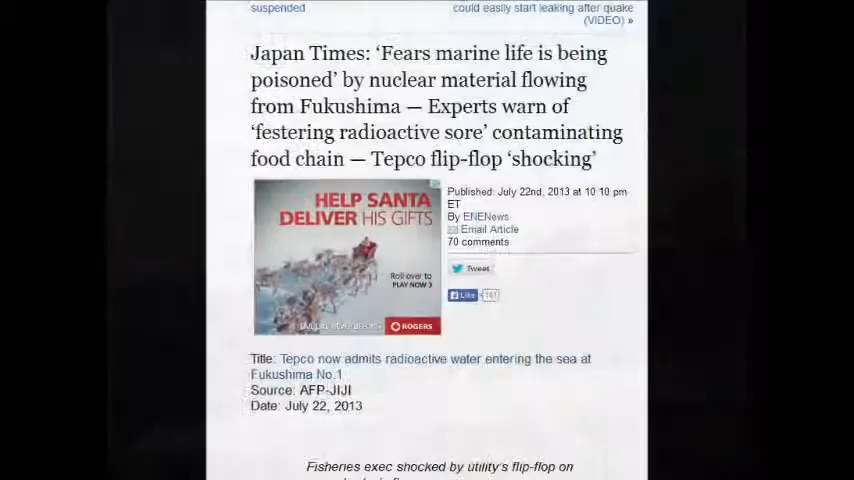 suspended
could easily start leaking after quake
(VIDEO) »
Japan Times: ‘Fears marine life is being
poisoned’ by nuclear material flowing
from Fukushima — Experts warn of
‘festering radioactive sore’ contaminating
food chain — Tepco flip-flop ‘shocking’
HELP SANTA
DELIVER HIS GIFTS
Roll over to
PLAY NOW
ROGERS
Published: July 22nd, 2013 at 10:10 pm
ET
By ENENews
Email Article
70 comments
Tweet
Like
Title: Tepco now admits radioactive water entering the sea at
Fukushima No.1
Source: AFP-JIJI
Date: July 22, 2013
Fisheries exec shocked by utility's flip-flop on